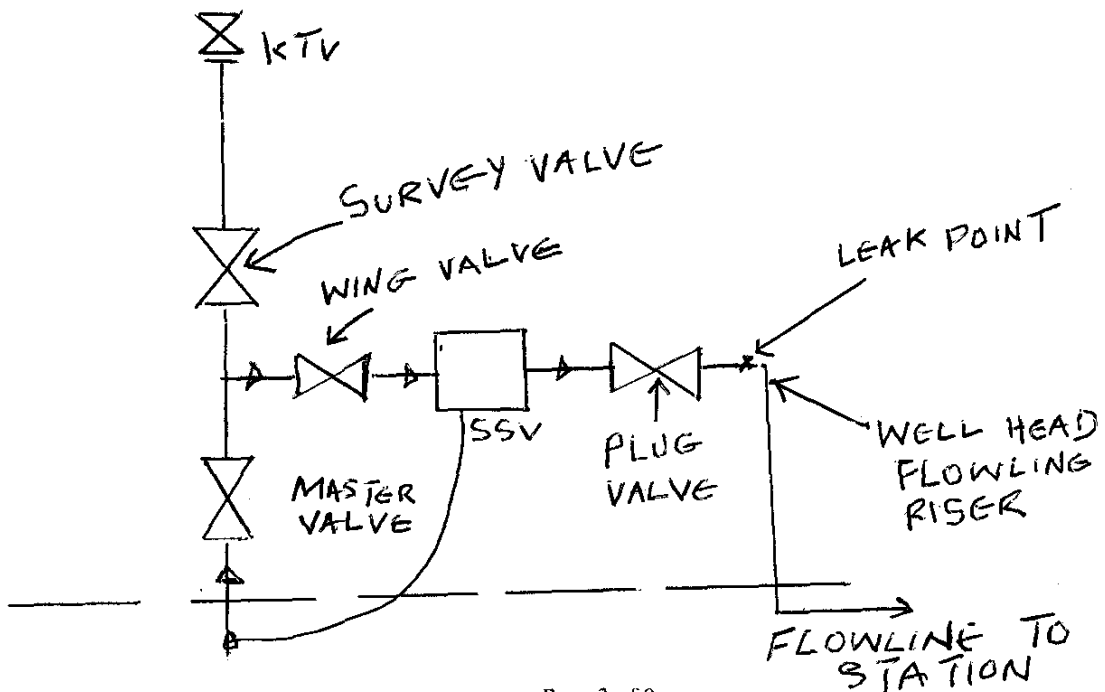 KTV
SURVEY VALVE
WING VALVE
LEAK POINT
SSV
PLUG
VALVE
WELL HEAD
FLOWLING
RISER
MASTER
VALVE
FLOWLINE TO
STATION